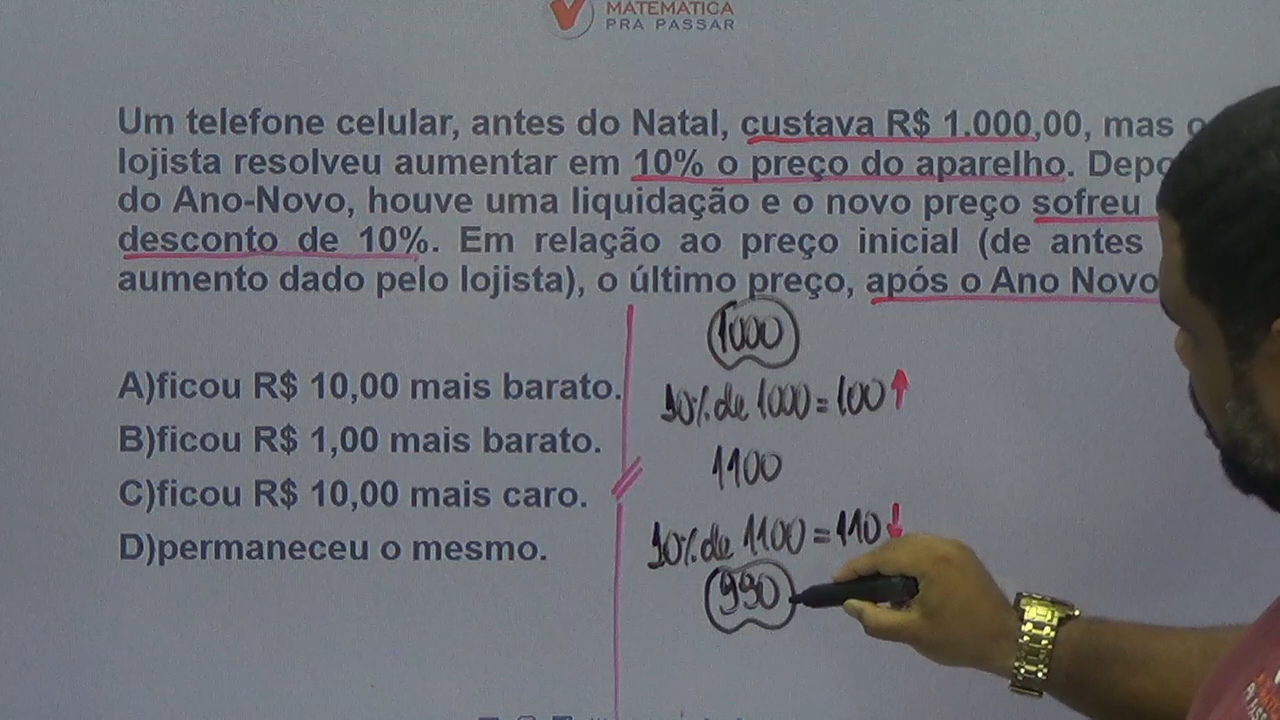 MATEMÁTICA
PRA PASSAR
Um telefone celular, antes do Natal, custava R$ 1.000,00, mas o
lojista resolveu aumentar em 10% o preço do aparelho.
do Ano-Novo, houve uma liquidação e o novo preço sofreu
desconto de 10%. Em relação ao preço inicial (de antes
aumento dado pelo lojista), o último preço, após o Ano Novo
A)ficou R$ 10,00 mais barato.
B)ficou R$ 1,00 mais barato.
C)ficou R$ 10,00 mais caro.
D)permaneceu o mesmo.
1000
10% de 1000 = 100
1100
10% de 1100 = 110
990